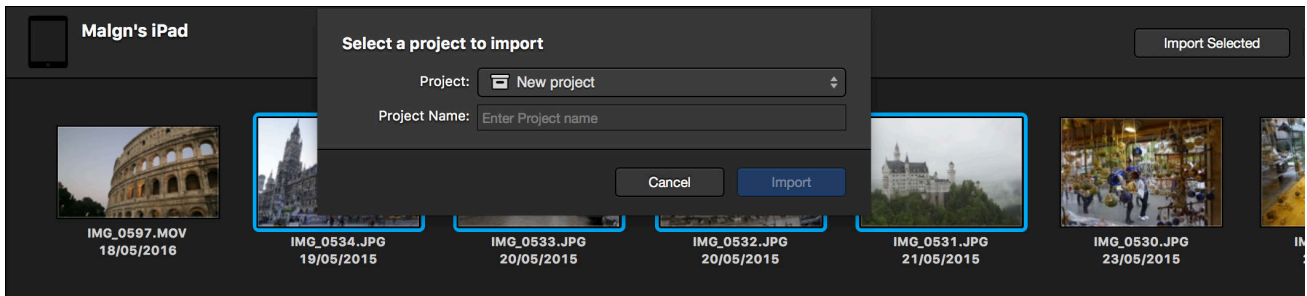 Malgn's iPad
Select a project to import
Import Selected
Project:
New project
Project Name:
Enter Project name
Cancel
Import
IMG_0597.MOV
18/05/2016
IMG_0534.JPG
19/05/2015
IMG_0533.JPG
20/05/2015
IMG_0532.JPG
20/05/2015
IMG_0531.JPG
21/05/2015
IMG_0530.JPG
23/05/2015